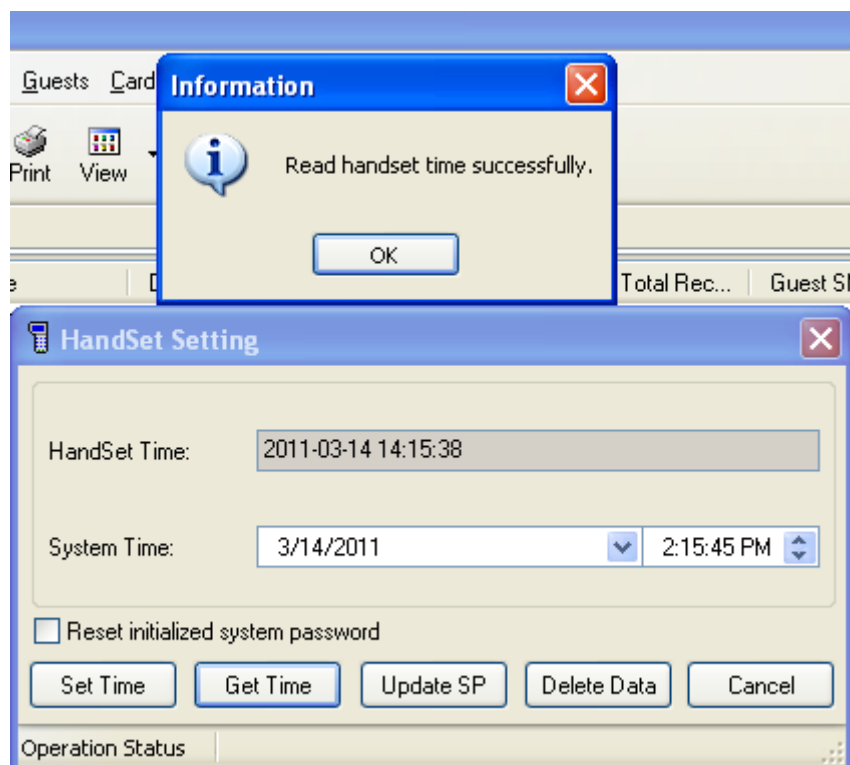 Guests Card
Information
Print View
Read handset time successfully.
OK
Total Rec...
HandSet Setting
HandSet Time: 2011-03-14 14:15:38
System Time: 3/14/2011 2:15:45 PM
Reset initialized system password
Set Time Get Time Update SP Delete Data Cancel
Operation Status